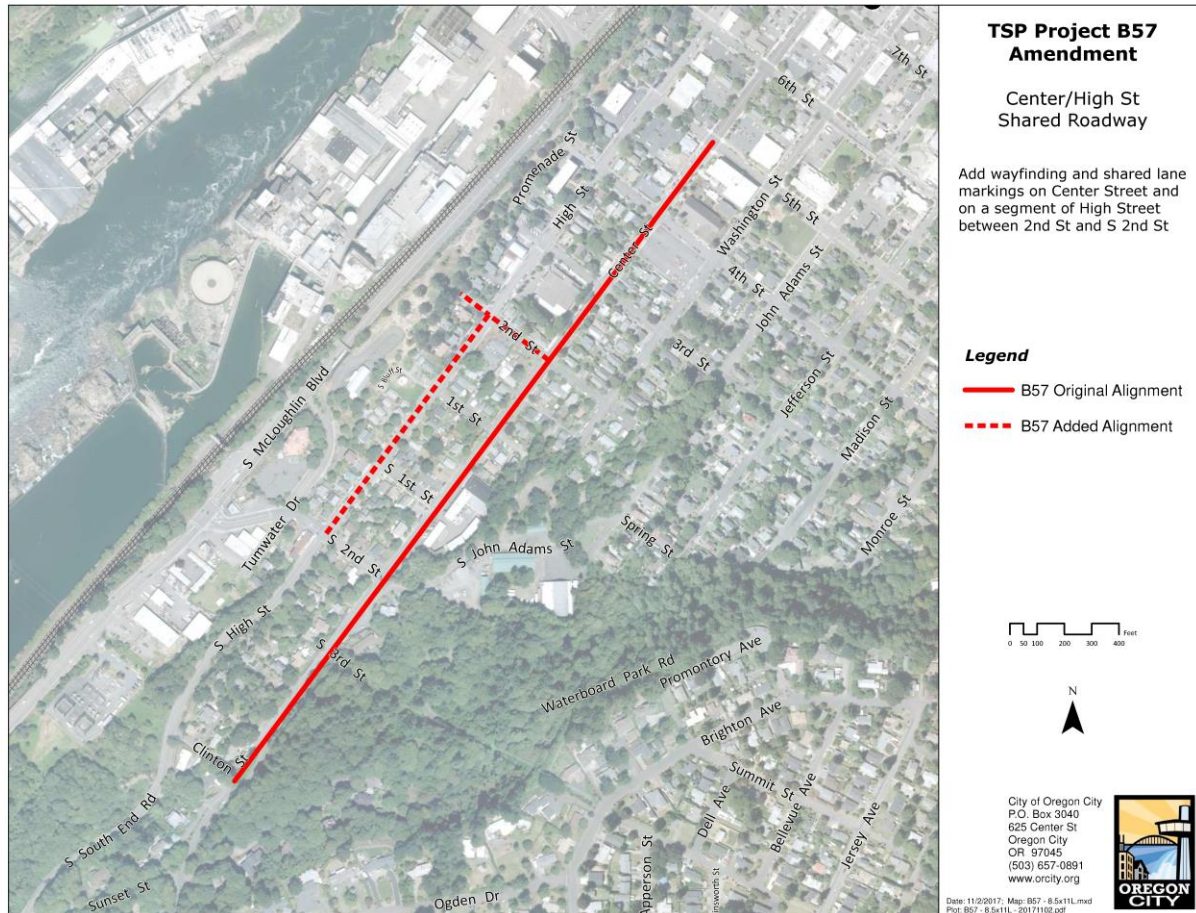 7th St
6th St
Promenade St
High St
Washington St
5th St
Center St
4th St
John Adams St
2nd St
3rd St
Jefferson St
S Bluff St
S McLoughlin Blvd
1st St
Madison St
S 1st St
Tumwater Dr
Spring St
Monroe St
S 2nd St
S John Adams St
S High St
S 3rd St
Waterboard Park Rd
Promontory Ave
Brighton Ave
Clinton St
Summit St
Dell Ave
Bellevue Ave
S South End Rd
Jersey Ave
Sunset St
Apperson St
insworth St
Ogden Dr
TSP Project B57
Amendment
Center/High St
Shared Roadway
Add wayfinding and shared lane
markings on Center Street and
on a segment of High Street
between 2nd St and S 2nd St
Legend
B57 Original Alignment
B57 Added Alignment
Feet
0 50 100 200 300 400
N
City of Oregon City
P.O. Box 3040
625 Center St
Oregon City
OR 97045
(503) 657-0891
www.orcity.org
OREGON
CITY
Date: 11/2/2017; Map: B57 - 8.5x11L.mxd
Plot: B57 - 8.5x11L - 20171102.pdf